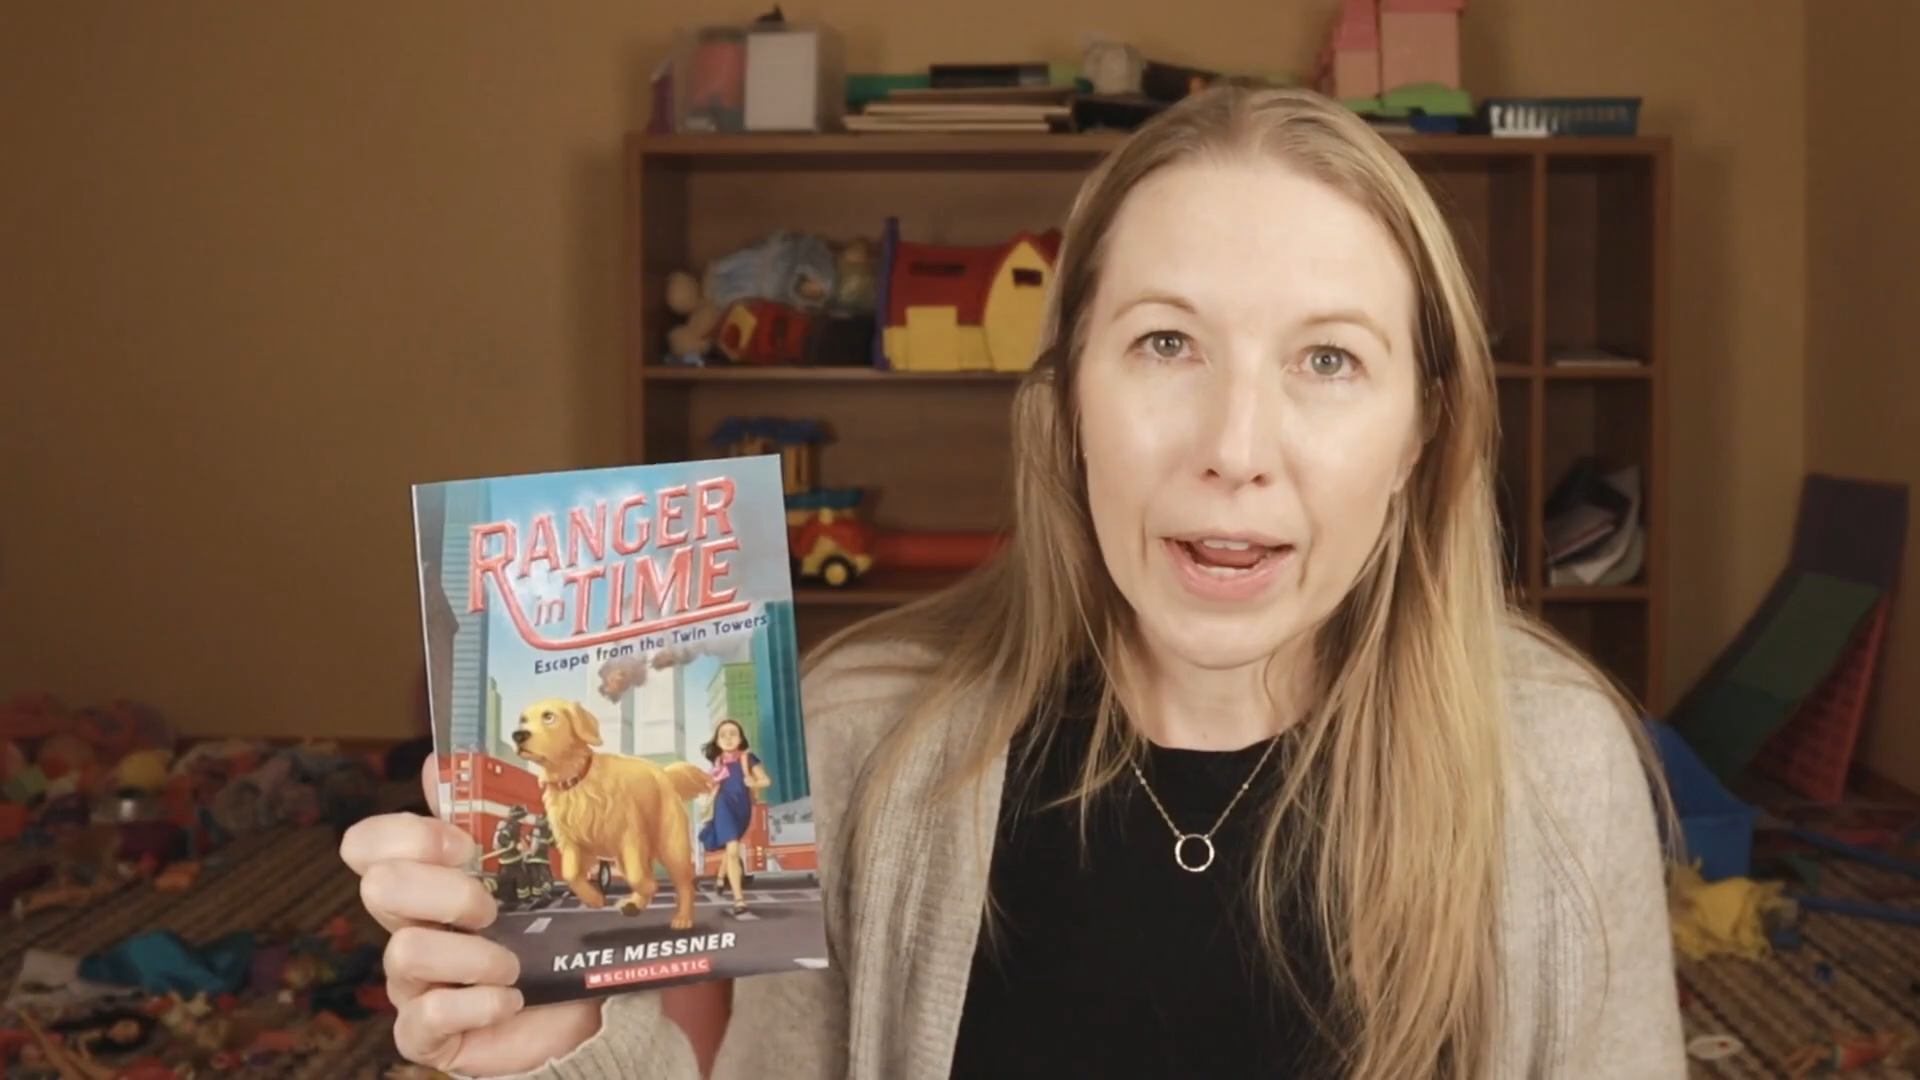 RANGER
in TIME
Escape from the Twin Towers
KATE MESSNER
SCHOLASTIC